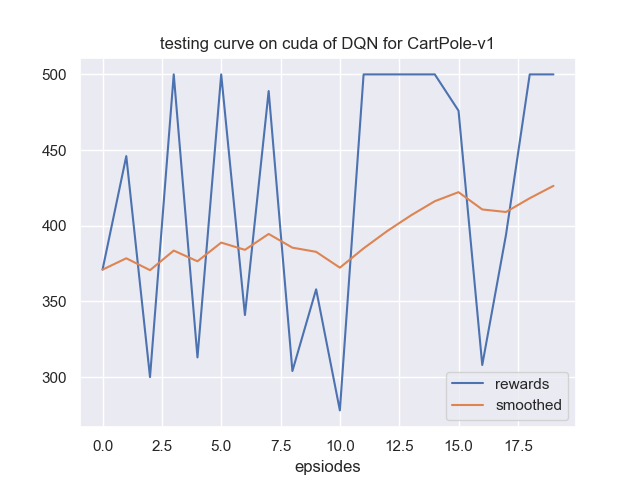 testing curve on cuda of DQN for CartPole-v1
500
450
400
350
300
rewards
smoothed
0.0 2.5 5.0 7.5 10.0 12.5 15.0 17.5
epsiodes